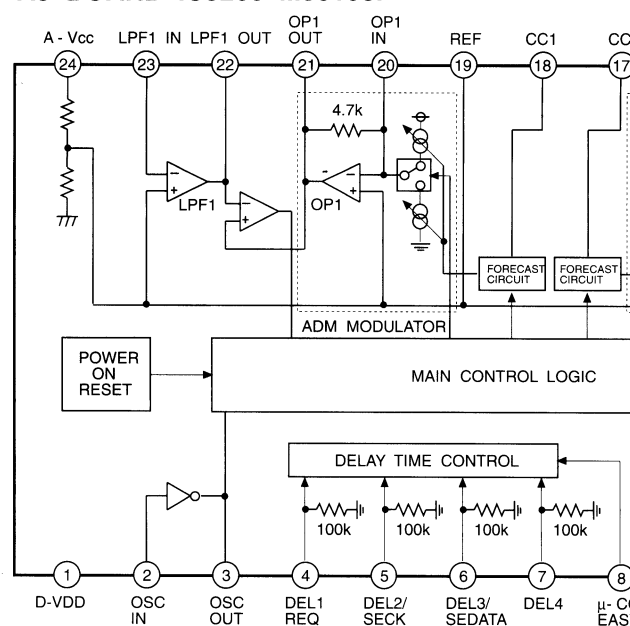 A - Vcc LPF1 IN LPF1 OUT OP1 OUT OP1 IN REF CC1 CC
24 23 22 21 20 19 18 17
4.7k
LPF1
OP1
FORECAST CIRCUIT
FORECAST CIRCUIT
ADM MODULATOR
POWER
ON
RESET
MAIN CONTROL LOGIC
DELAY TIME CONTROL
100k 100k 100k 100k
1 2 3 4 5 6 7 8
D-VDD OSC IN OSC OUT DEL1 REQ DEL2/ SECK DEL3/ SEDATA DEL4 μ- CO EAS